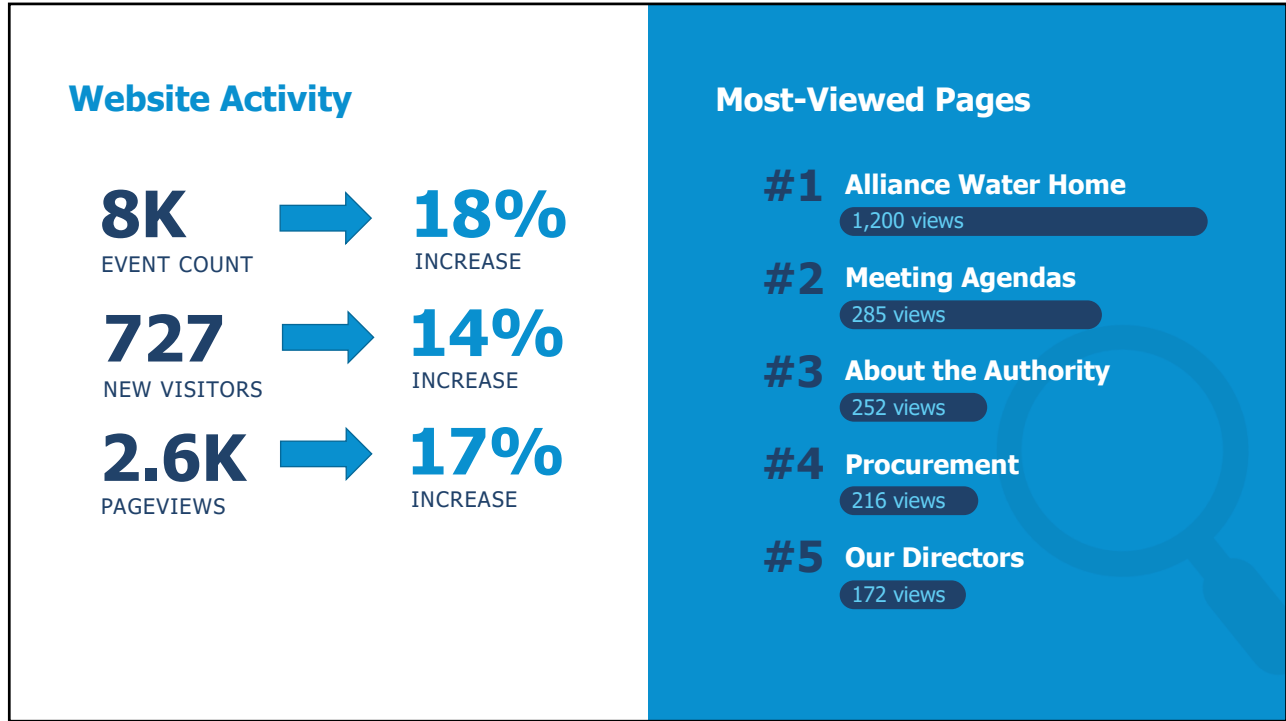 Website Activity
8K
EVENT COUNT
18%
INCREASE
727
NEW VISITORS
14%
INCREASE
2.6K
PAGEVIEWS
17%
INCREASE
Most-Viewed Pages
#1 Alliance Water Home
1,200 views
#2 Meeting Agendas
285 views
#3 About the Authority
252 views
#4 Procurement
216 views
#5 Our Directors
172 views